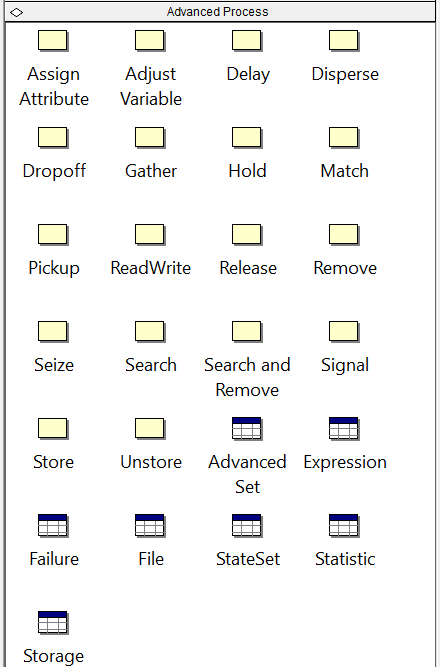 Advanced Process
Assign
Attribute
Adjust
Variable
Delay
Disperse
Dropoff
Gather
Hold
Match
Pickup
ReadWrite
Release
Remove
Seize
Search
Search and
Remove
Signal
Store
Unstore
Advanced
Set
Expression
Failure
File
StateSet
Statistic
Storage